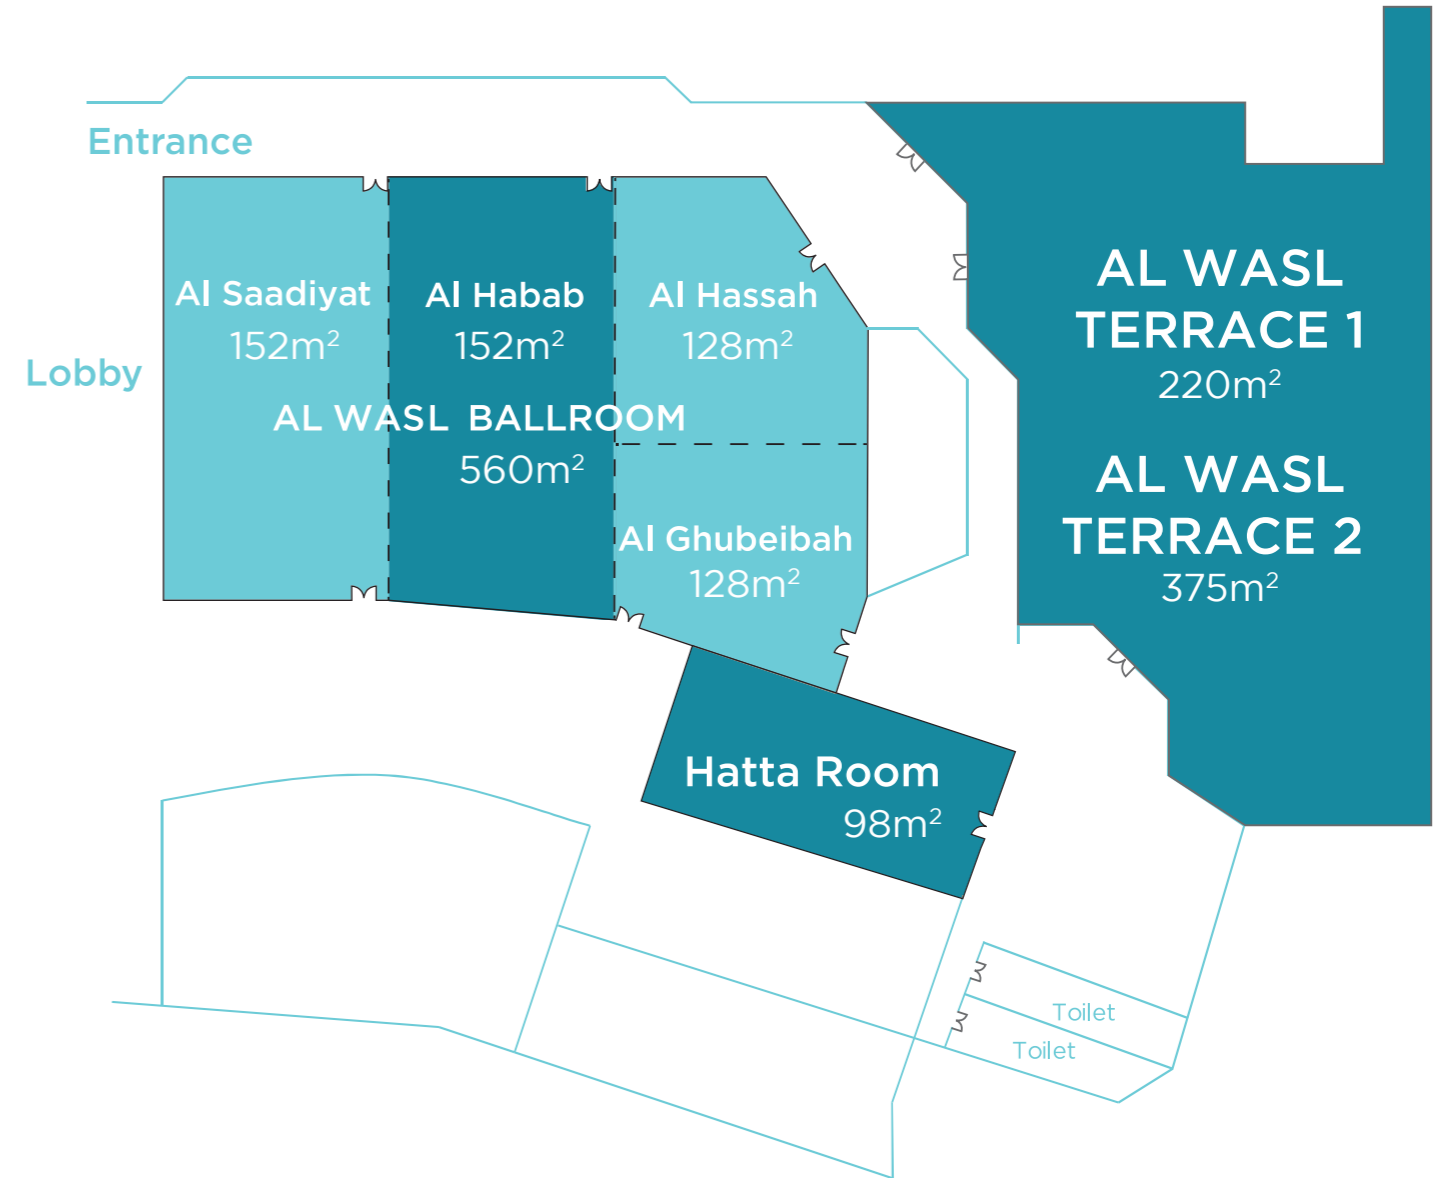 Entrance
Lobby
Al Saadiyat
152m²
Al Habab
152m²
Al Hassah
128m²
AL WASL BALLROOM
560m²
Al Ghubeibah
128m²
AL WASL
TERRACE 1
220m²
AL WASL
TERRACE 2
375m²
Hatta Room
98m²
Toilet
Toilet